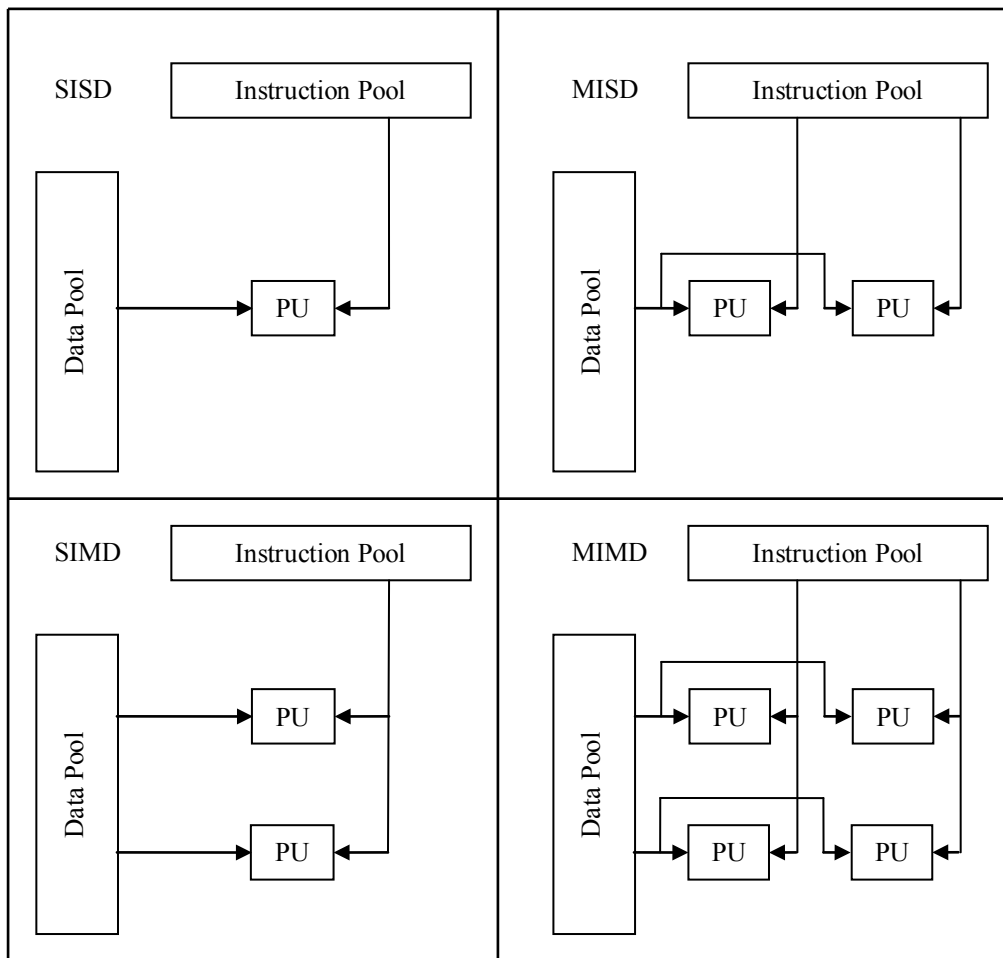 SISD
Instruction Pool
Data Pool
PU
MISD
Instruction Pool
Data Pool
PU
PU
SIMD
Instruction Pool
Data Pool
PU
PU
MIMD
Instruction Pool
Data Pool
PU
PU
PU
PU